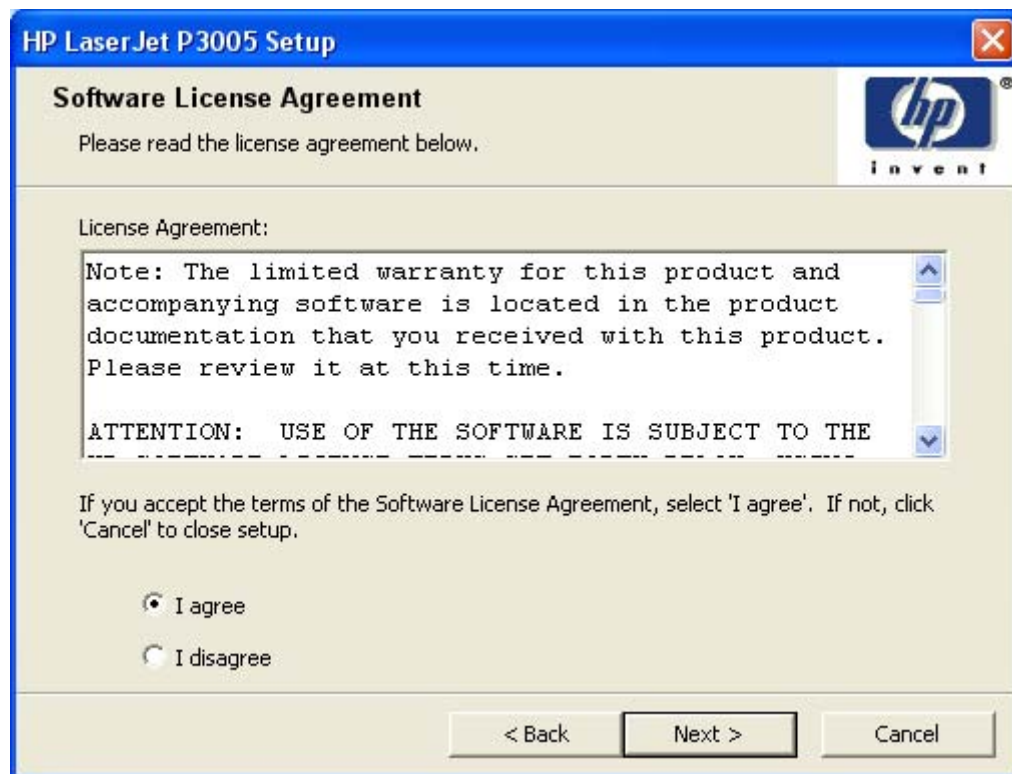 HP LaserJet P3005 Setup
Software License Agreement
Please read the license agreement below.
hp
®
invent
License Agreement:
Note: The limited warranty for this product and
accompanying software is located in the product
documentation that you received with this product.
Please review it at this time.
ATTENTION:  USE OF THE SOFTWARE IS SUBJECT TO THE
If you accept the terms of the Software License Agreement, select 'I agree'.  If not, click
'Cancel' to close setup.
I agree
I disagree
< Back
Next >
Cancel